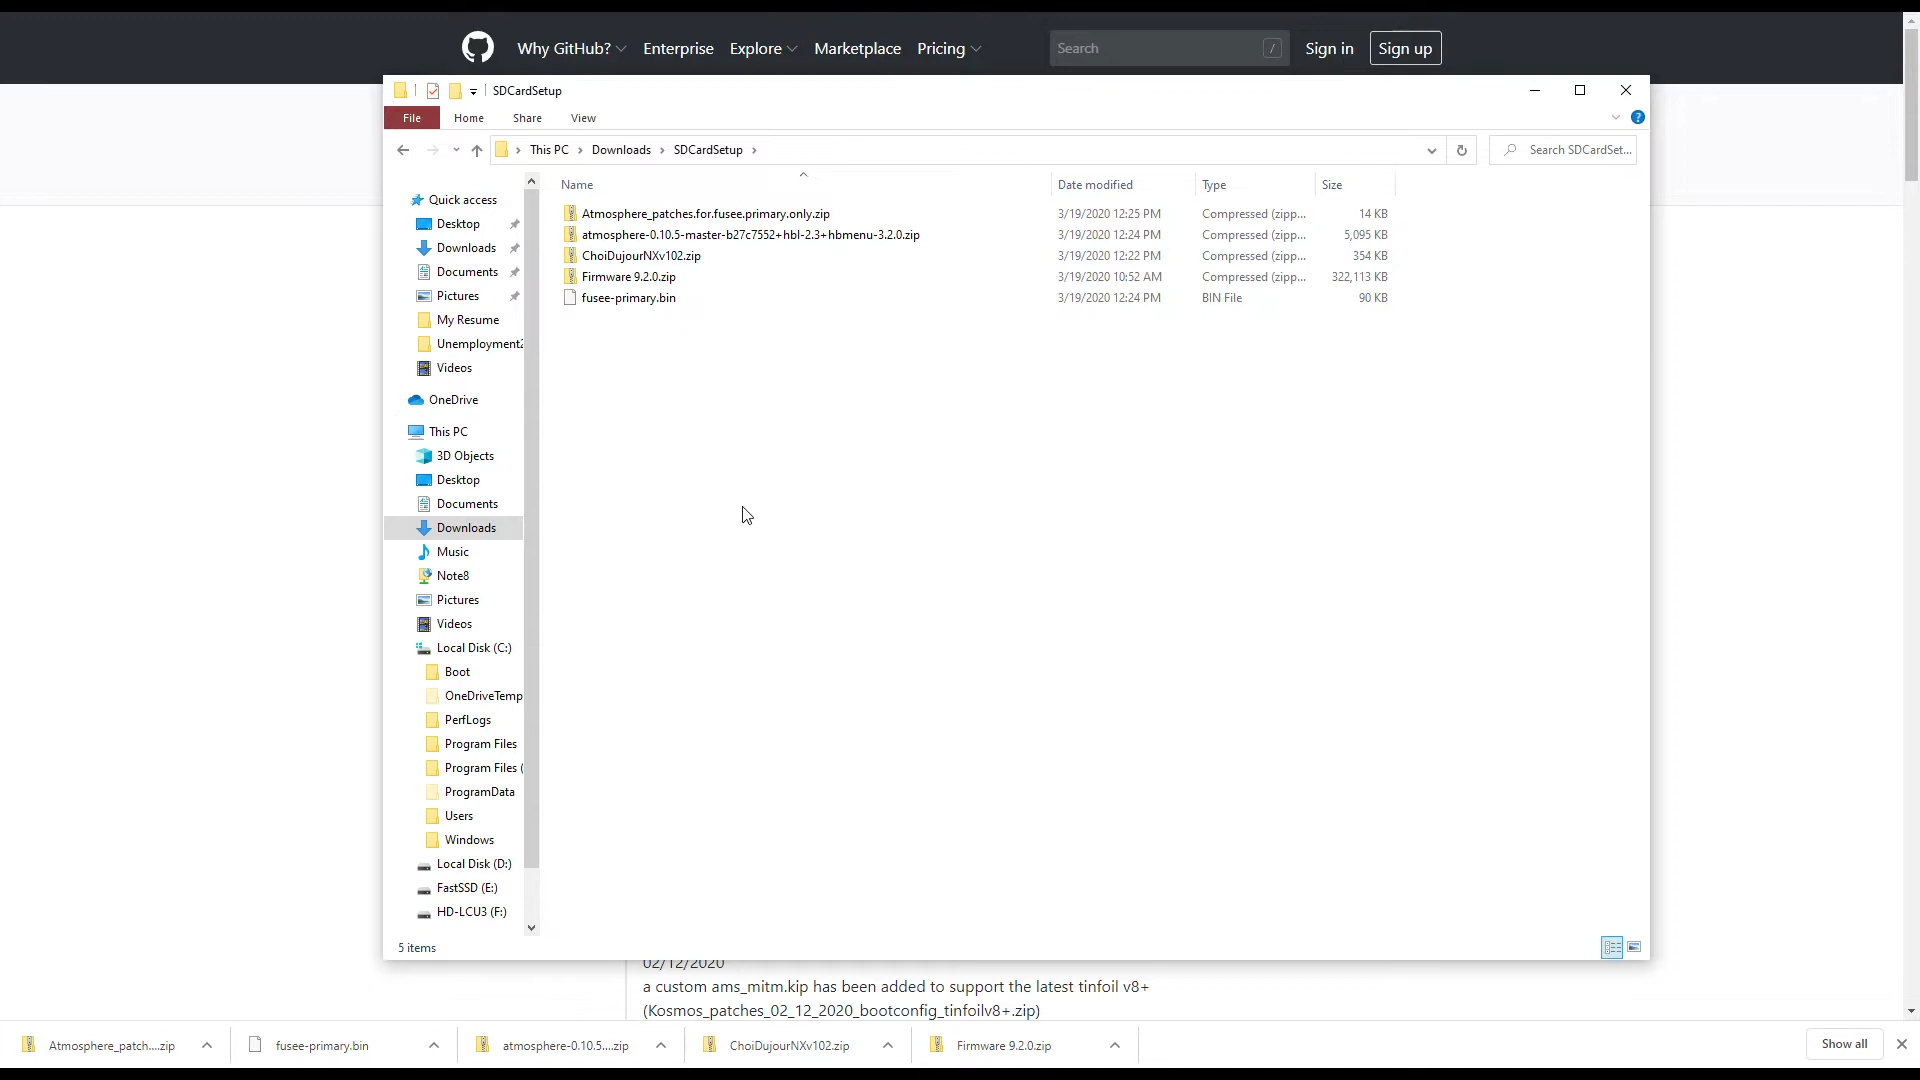 Why GitHub? Enterprise Explore Marketplace Pricing Search / Sign in Sign up
SDCardSetup
File Home Share View ?
This PC > Downloads > SDCardSetup > Search SDCardSet...
Name Date modified Type Size
Atmosphere_patches.for.fusee.primary.only.zip 3/19/2020 12:25 PM Compressed (zipp... 14 KB
atmosphere-0.10.5-master-b27c7552+hbl-2.3+hbmenu-3.2.0.zip 3/19/2020 12:24 PM Compressed (zipp... 5,095 KB
ChoiDujourNXv102.zip 3/19/2020 12:22 PM Compressed (zipp... 354 KB
Firmware 9.2.0.zip 3/19/2020 10:52 AM Compressed (zipp... 322,113 KB
fusee-primary.bin 3/19/2020 12:24 PM BIN File 90 KB
Quick access
Desktop
Downloads
Documents
Pictures
My Resume
Unemployment2
Videos
OneDrive
This PC
3D Objects
Desktop
Documents
Downloads
Music
Note8
Pictures
Videos
Local Disk (C:)
Boot
OneDriveTemp
PerfLogs
Program Files
Program Files (
ProgramData
Users
Windows
Local Disk (D:)
FastSSD (E:)
HD-LCU3 (F:)
5 items
02/12/2020
a custom ams_mitm.kip has been added to support the latest tinfoil v8+
(Kosmos_patches_02_12_2020_bootconfig_tinfoilv8+.zip)
Atmosphere_patch....zip fusee-primary.bin atmosphere-0.10.5....zip ChoiDujourNXv102.zip Firmware 9.2.0.zip Show all